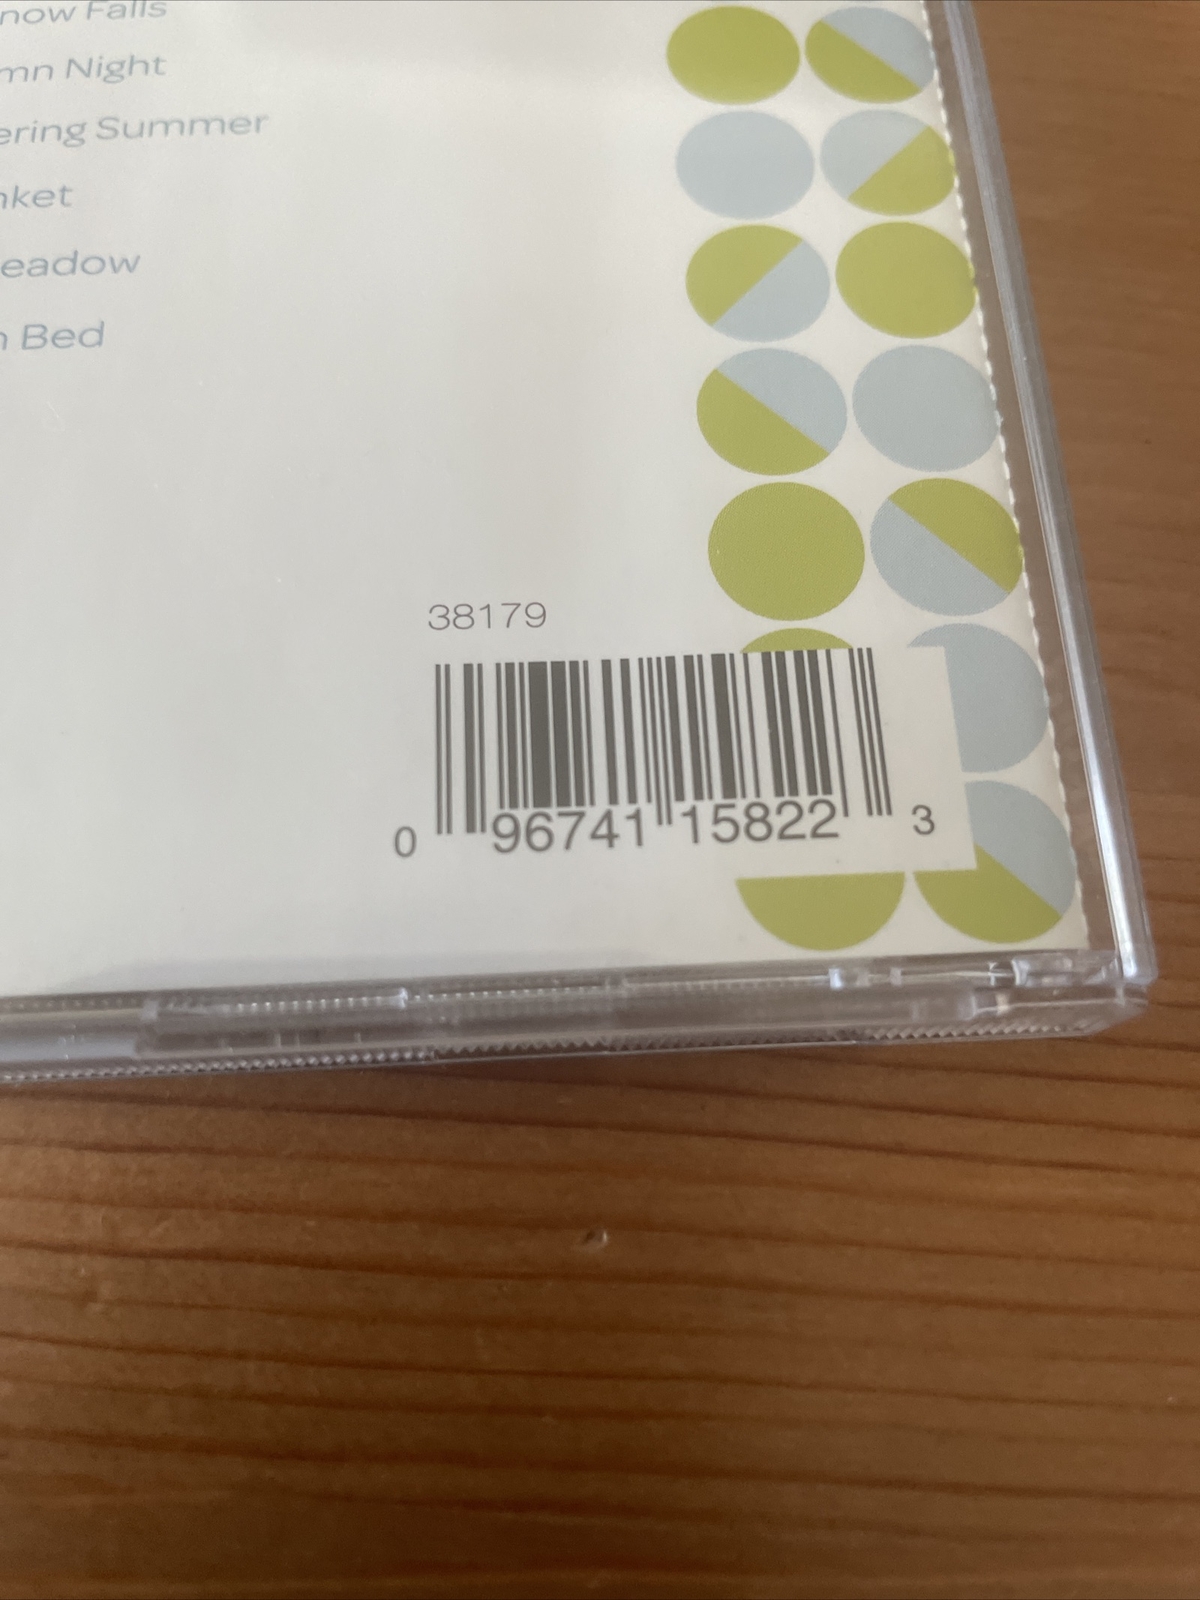 now Falls
mn Night
ering Summer
nket
eadow
n Bed
38179
0 96741 15822 3